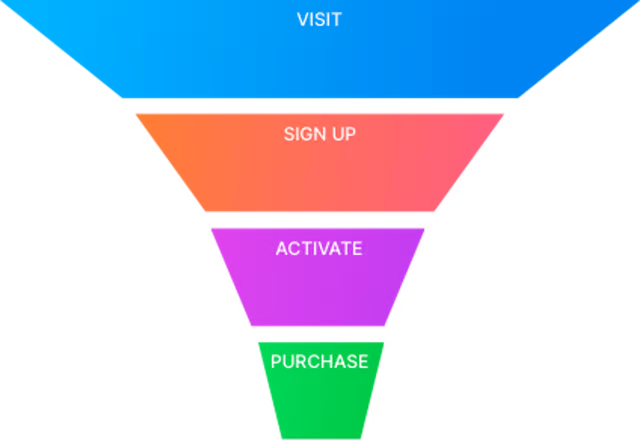 VISIT
SIGN UP
ACTIVATE
PURCHASE